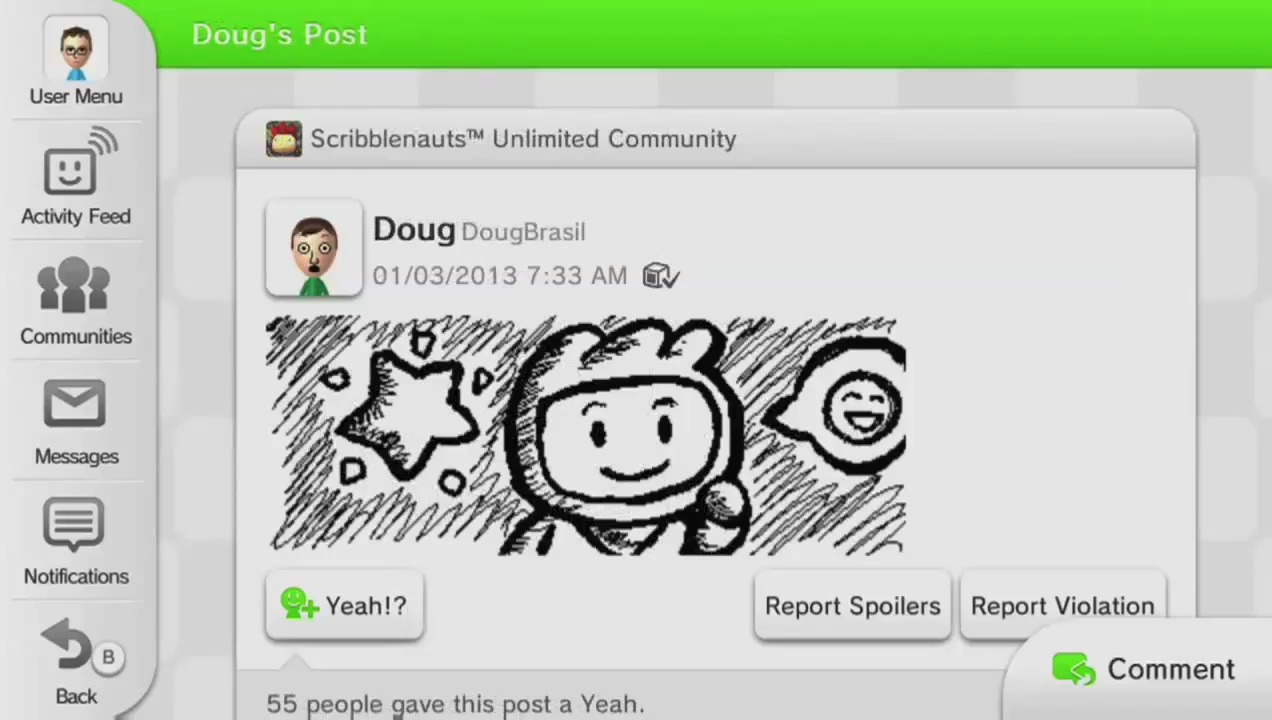 Doug's Post
User Menu
Scribblenauts™ Unlimited Community
Activity Feed
Doug DougBrasil
01/03/2013 7:33 AM
Communities
Messages
Notifications
Yeah!?
Report Spoilers
Report Violation
B
Back
Comment
55 people gave this post a Yeah.